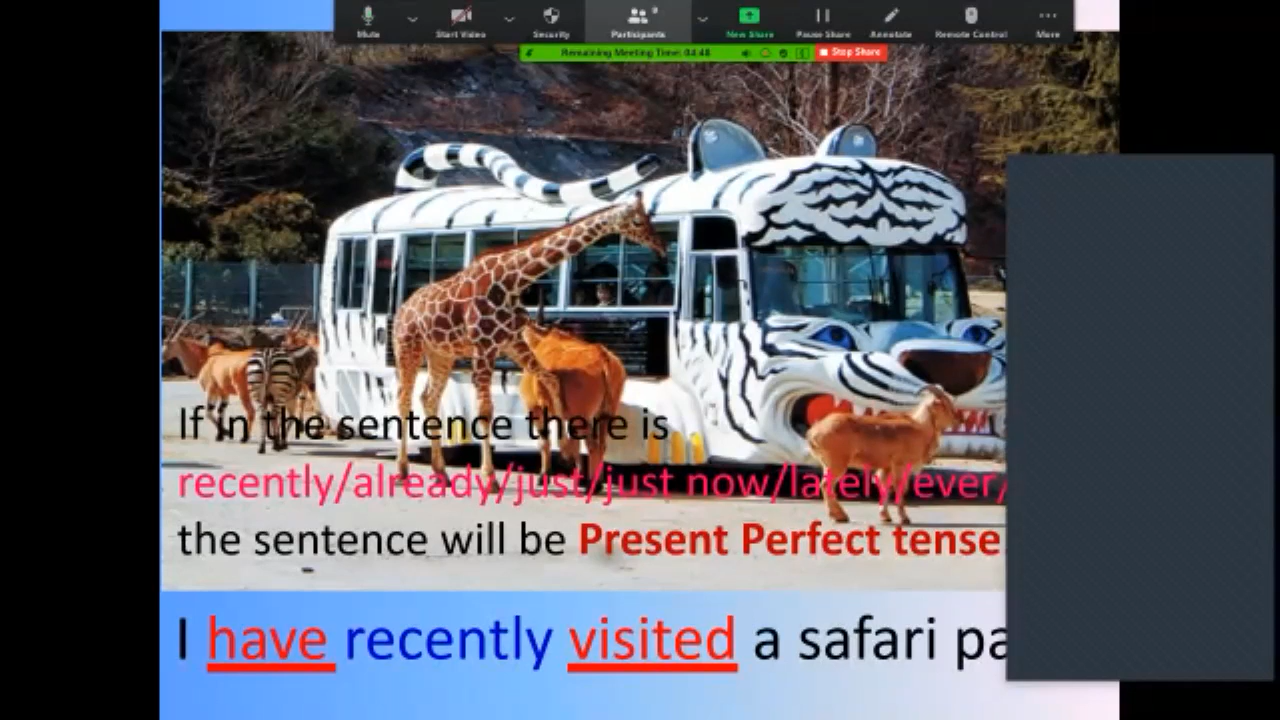 Mute
Start Video
Security
Participants
New Share
Pause Share
Annotate
Remote Control
More
Remaining Meeting Time: 04:48
Stop Share
If in the sentence there is
recently/already/just/just now/lately/ever/
the sentence will be Present Perfect tense
I have recently visited a safari pa